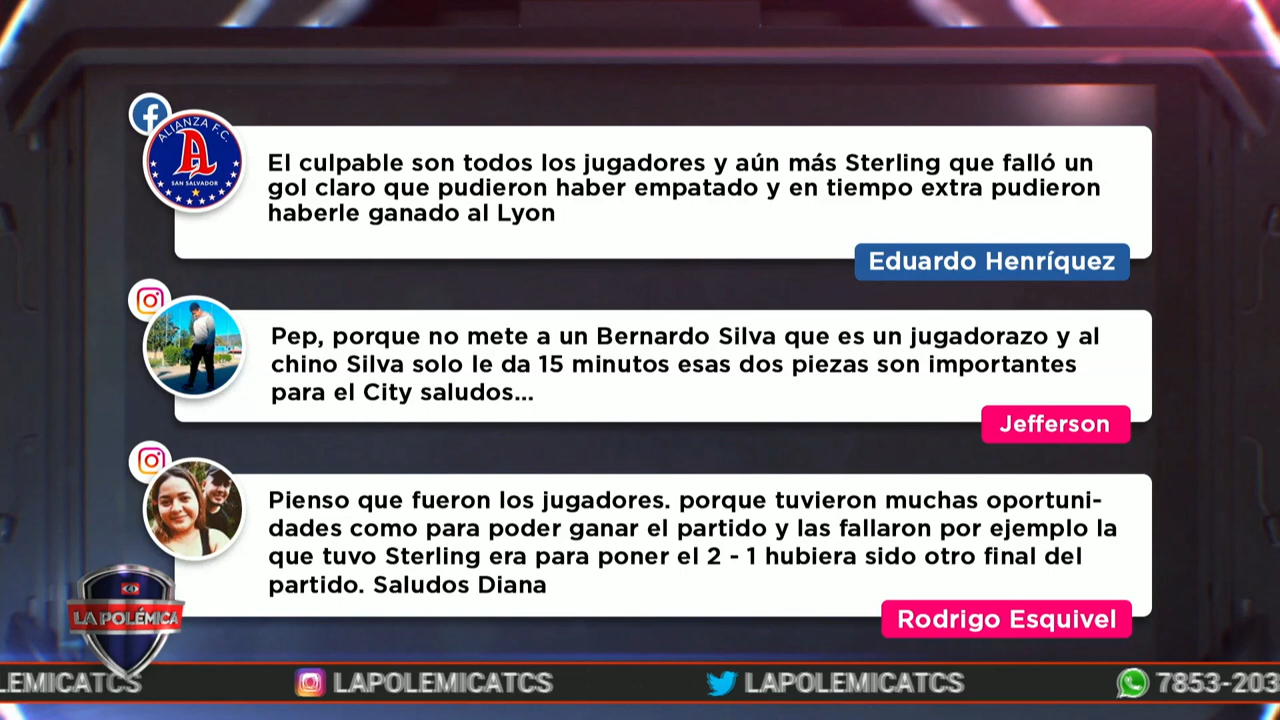 ALIANZA F.C.
A
SAN SALVADOR
El culpable son todos los jugadores y aún más Sterling que falló un
gol claro que pudieron haber empatado y en tiempo extra pudieron
haberle ganado al Lyon
Eduardo Henríquez
Pep, porque no mete a un Bernardo Silva que es un jugadorazo y al
chino Silva solo le da 15 minutos esas dos piezas son importantes
para el City saludos...
Jefferson
Pienso que fueron los jugadores. porque tuvieron muchas oportuni-
dades como para poder ganar el partido y las fallaron por ejemplo la
que tuvo Sterling era para poner el 2 - 1 hubiera sido otro final del
partido. Saludos Diana
Rodrigo Esquivel
4
LA POLÉMICA
LEMICATCS LAPOLEMICATCS LAPOLEMICATCS 7853-203